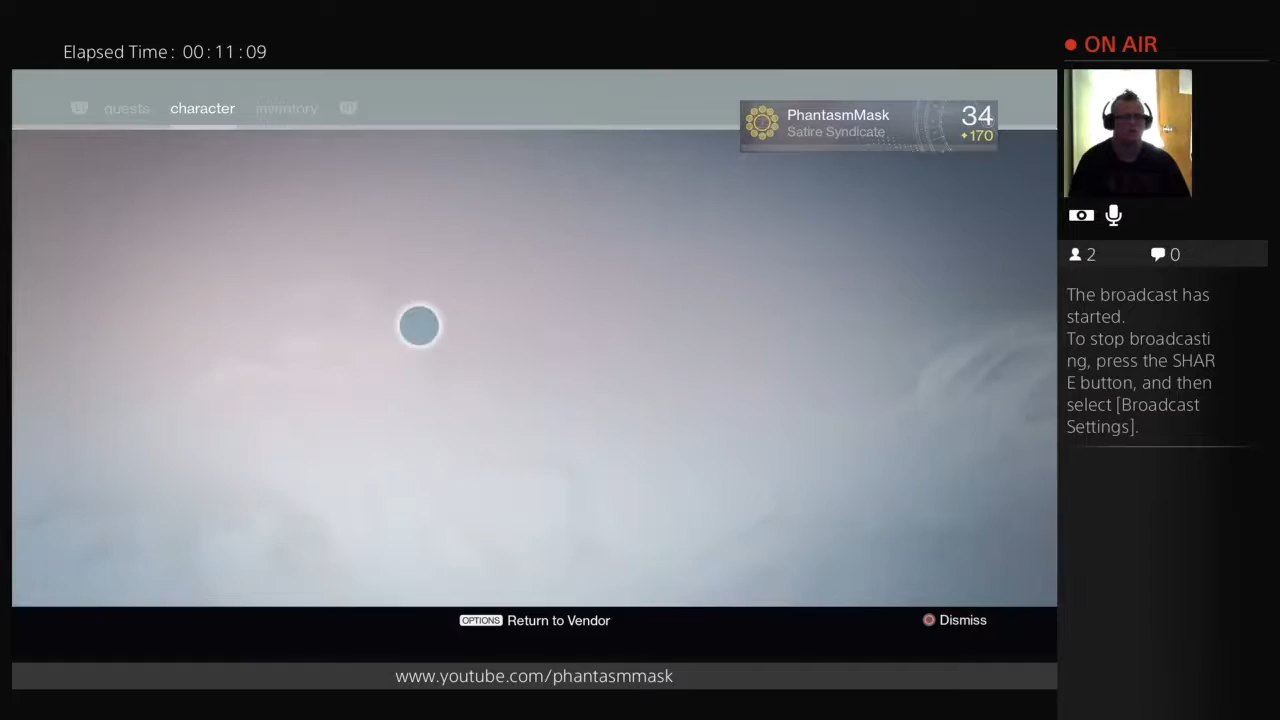 Elapsed Time: 00:11:09
ON AIR
quests character inventory
PhantasmMask 34
Satire Syndicate +170
2 0
The broadcast has
started.
To stop broadcasti
ng, press the SHAR
E button, and then
select [Broadcast
Settings].
OPTIONS Return to Vendor Dismiss
www.youtube.com/phantasmmask